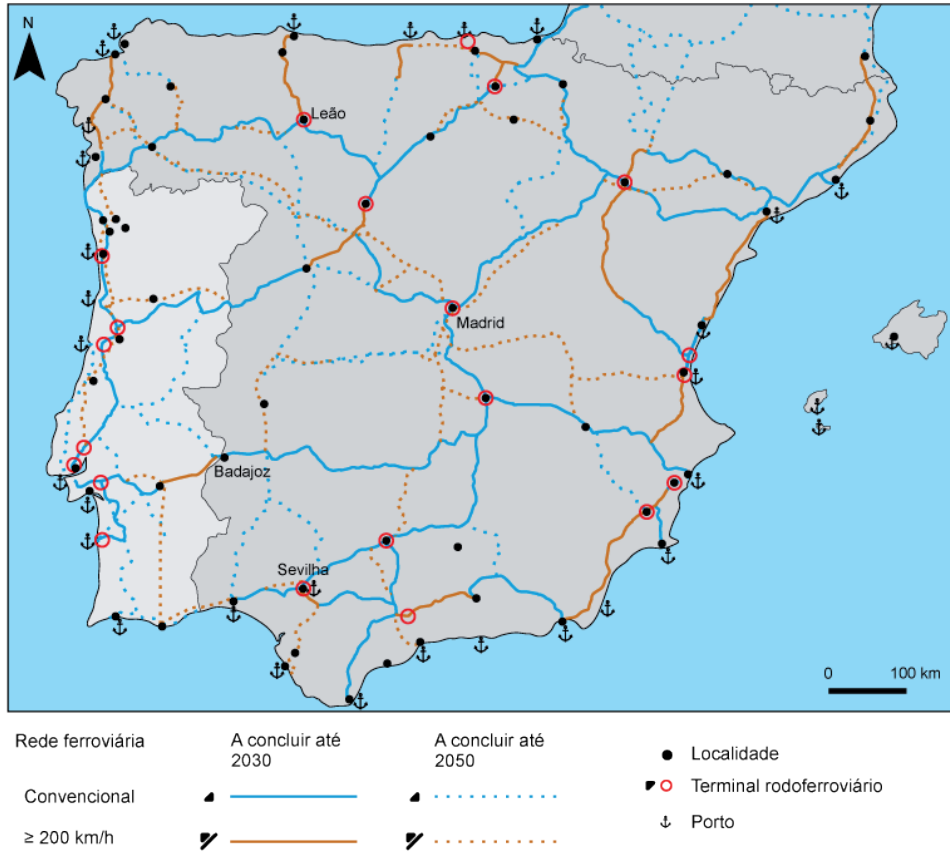 N
Leão
Madrid
Badajoz
Sevilha
0 100 km
Rede ferroviária
A concluir até
2030
A concluir até
2050
Convencional
≥ 200 km/h
Localidade
Terminal rodoferroviário
Porto